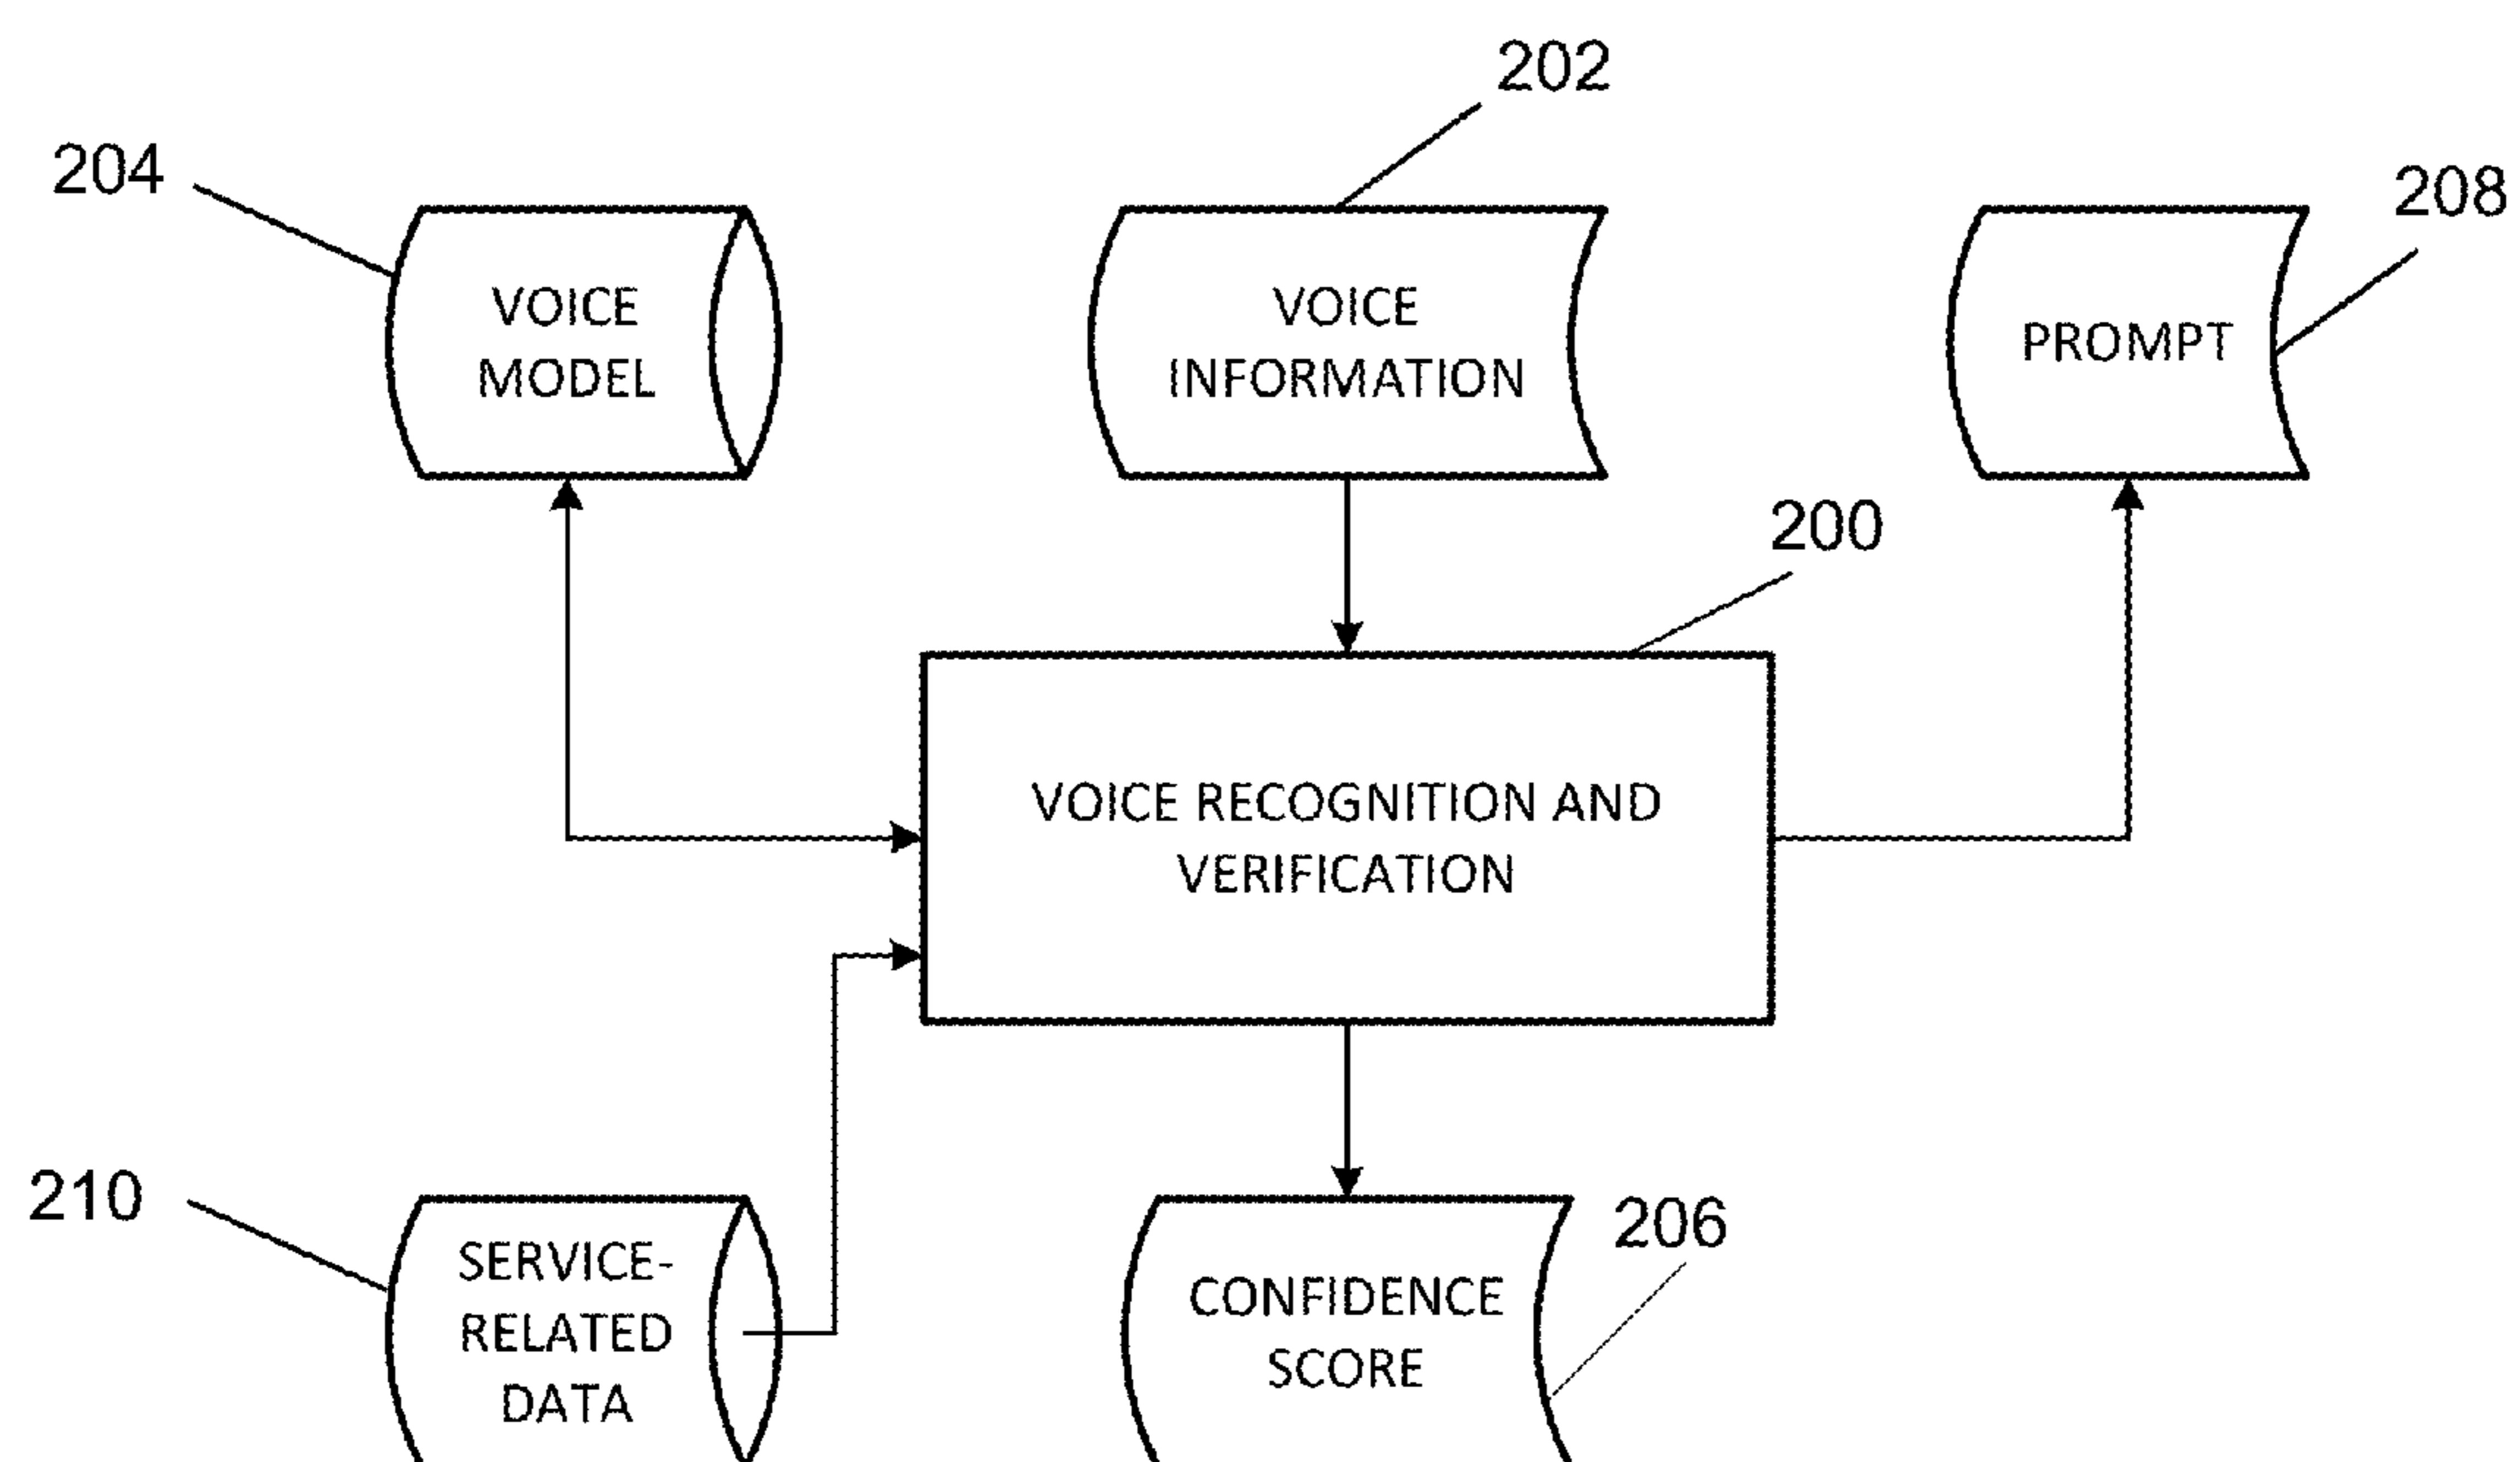 202
204
208
VOICE
MODEL
VOICE
INFORMATION
PROMPT
200
VOICE RECOGNITION AND
VERIFICATION
210
SERVICE-
RELATED
DATA
206
CONFIDENCE
SCORE